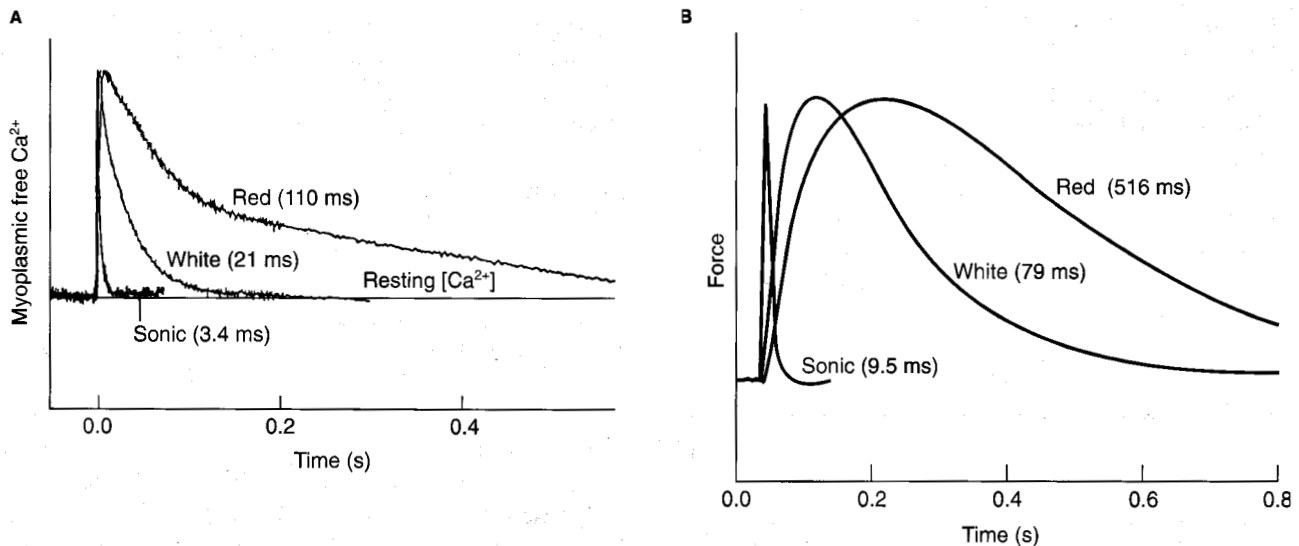 A
Myoplasmic free Ca²⁺
Red (110 ms)
White (21 ms)
Resting [Ca²⁺]
Sonic (3.4 ms)
0.0
0.2
0.4
Time (s)
B
Force
Red (516 ms)
White (79 ms)
Sonic (9.5 ms)
0.0
0.2
0.4
0.6
0.8
Time (s)